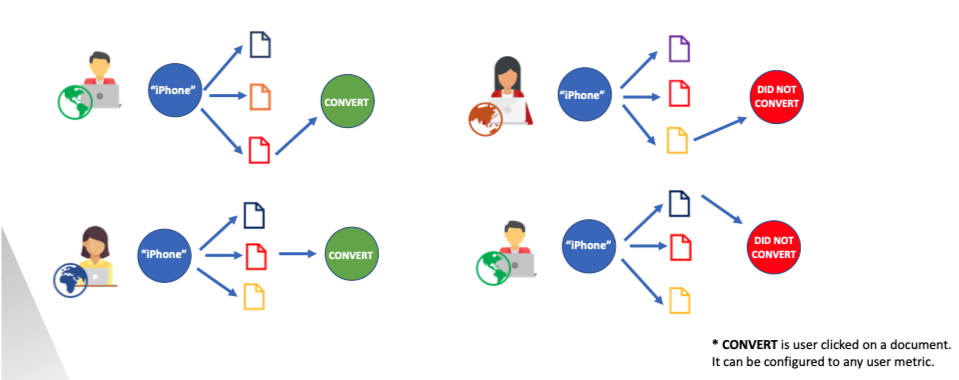 “iPhone”
CONVERT
“iPhone”
DID NOT
CONVERT
“iPhone”
CONVERT
“iPhone”
DID NOT
CONVERT
* CONVERT is user clicked on a document.
It can be configured to any user metric.